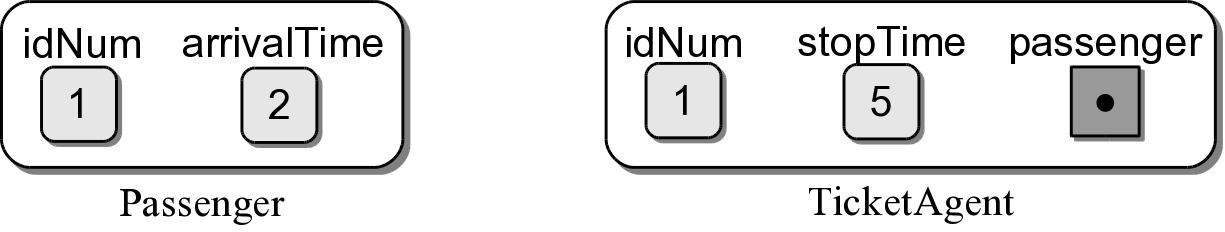 idNum arrivalTime
1 2
Passenger
idNum stopTime passenger
1 5
TicketAgent